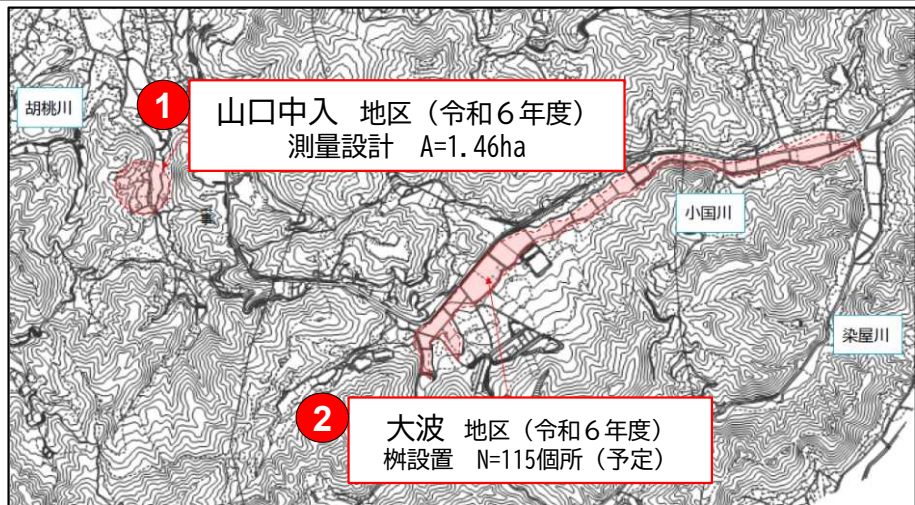 胡桃川
1
山口中入 地区（令和６年度）
測量設計 A=1.46ha
小国川
染屋川
2
大波 地区（令和６年度）
桝設置 N=115個所（予定）